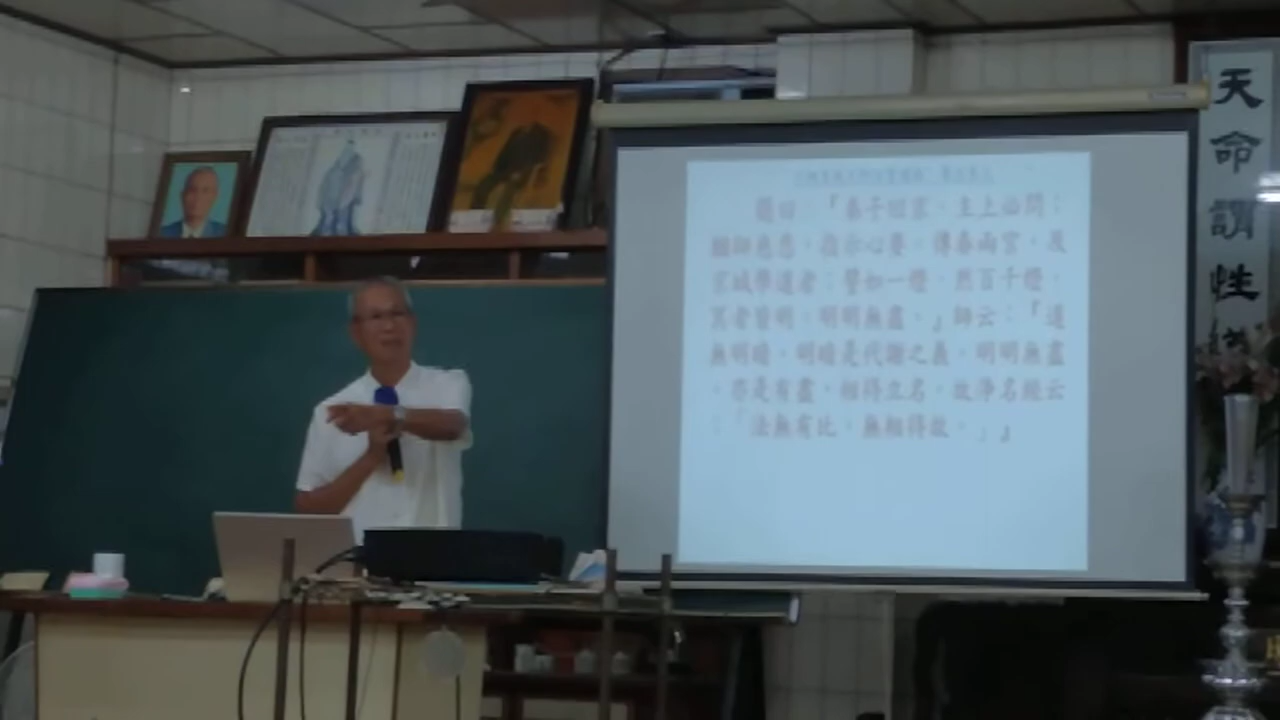 簡曰：『弟子回宮，主上必問；
願師慈悲，指示心要，傳奏兩宮，及
京城學道者；譬如一燈，然百千燈，
冥者皆明，明明無盡。』師云：『道
無明暗，明暗是代謝之義，明明無盡
，亦是有盡，相待立名，故淨名經云
：「法無有比，無相待故。」』
天命謂性